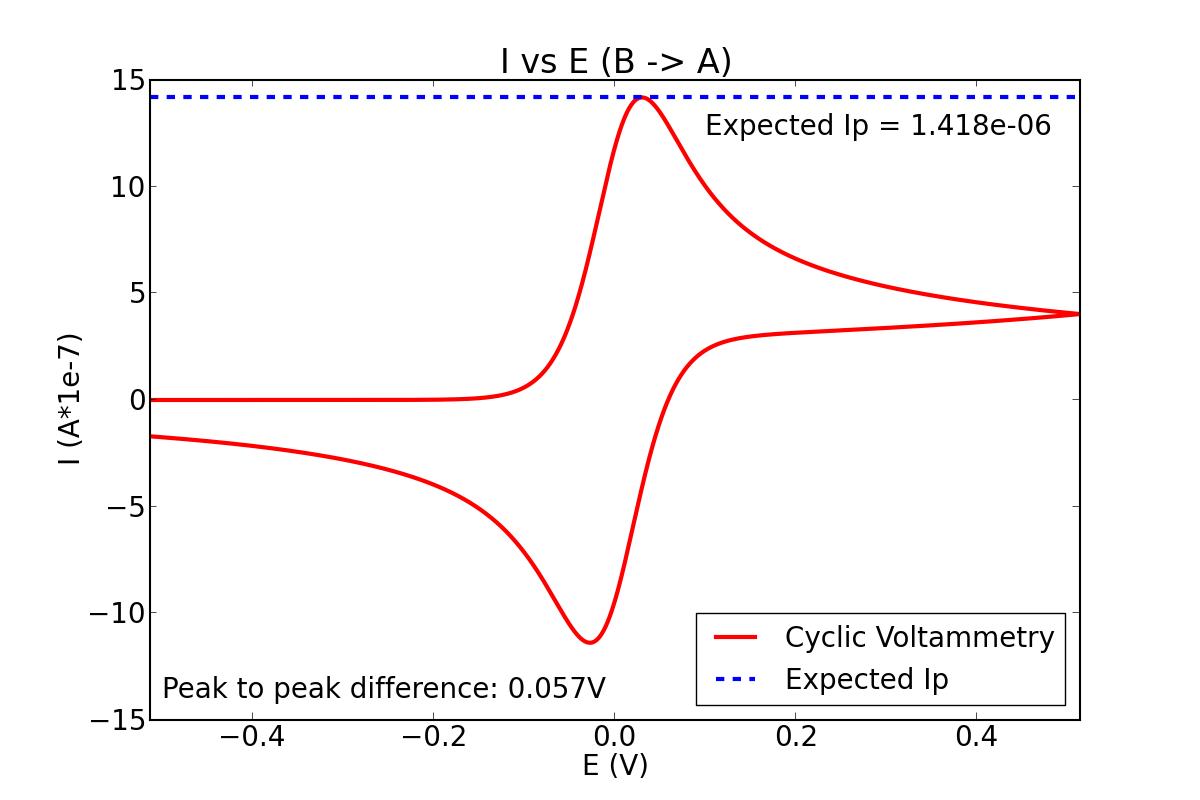 I vs E (B -> A)
15
Expected Ip = 1.418e-06
10
5
I (A*1e-7)
0
−5
−10
Cyclic Voltammetry
Expected Ip
Peak to peak difference: 0.057V
−15
−0.4 −0.2 0.0 0.2 0.4
E (V)